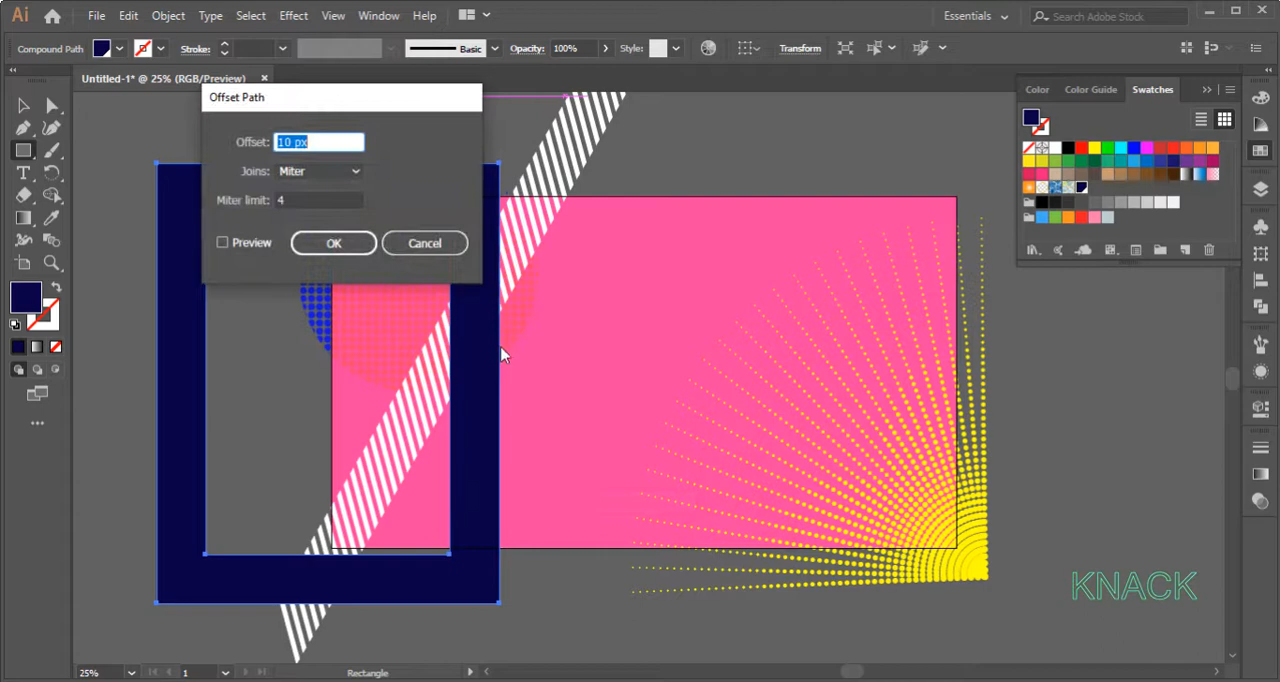 Ai File Edit Object Type Select Effect View Window Help Essentials Search Adobe Stock
Compound Path Stroke: Basic Opacity: 100% Style: Transform
Untitled-1* @ 25% (RGB/Preview)
Offset Path
Offset: 10 px
Joins: Miter
Miter limit: 4
Preview OK Cancel
Color Color Guide Swatches
KNACK
25% 1 Rectangle